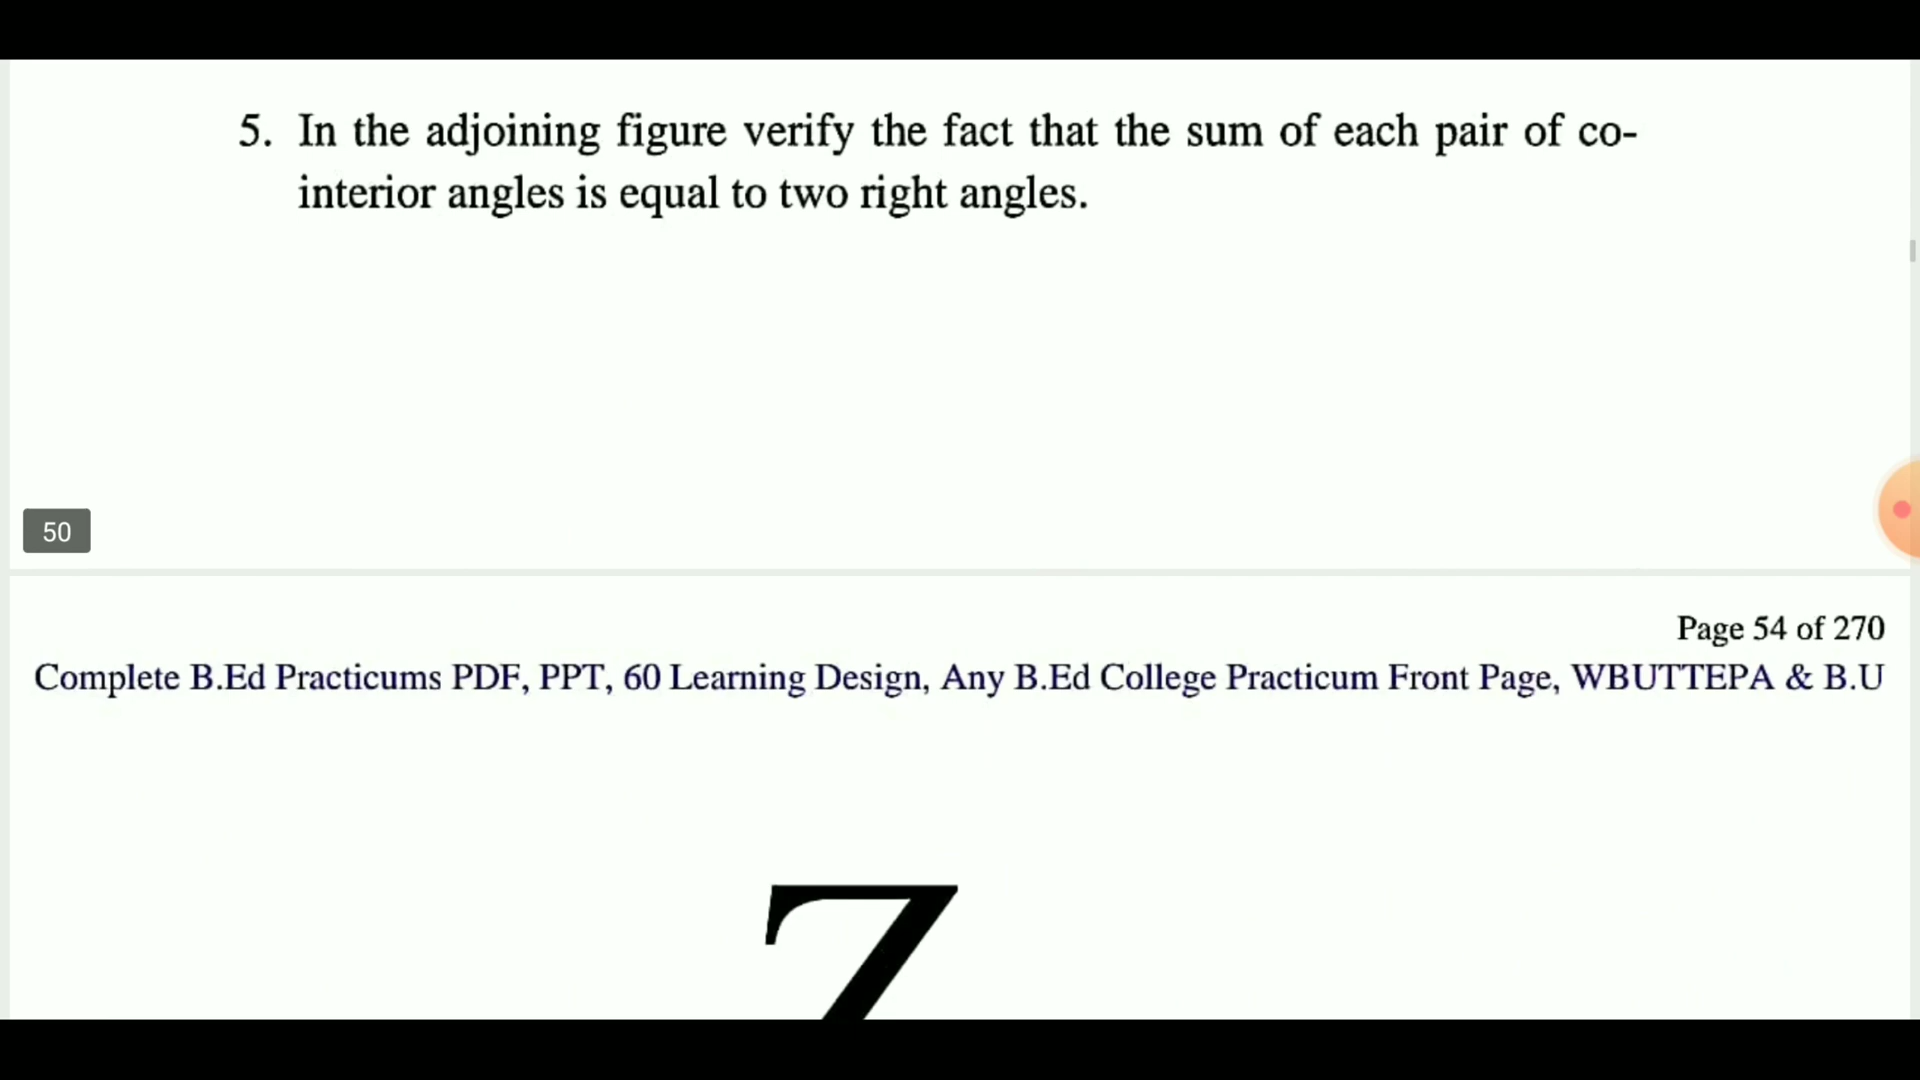 5. In the adjoining figure verify the fact that the sum of each pair of co-
interior angles is equal to two right angles.
50
Page 54 of 270
Complete B.Ed Practicums PDF, PPT, 60 Learning Design, Any B.Ed College Practicum Front Page, WBUTTEPA & B.U